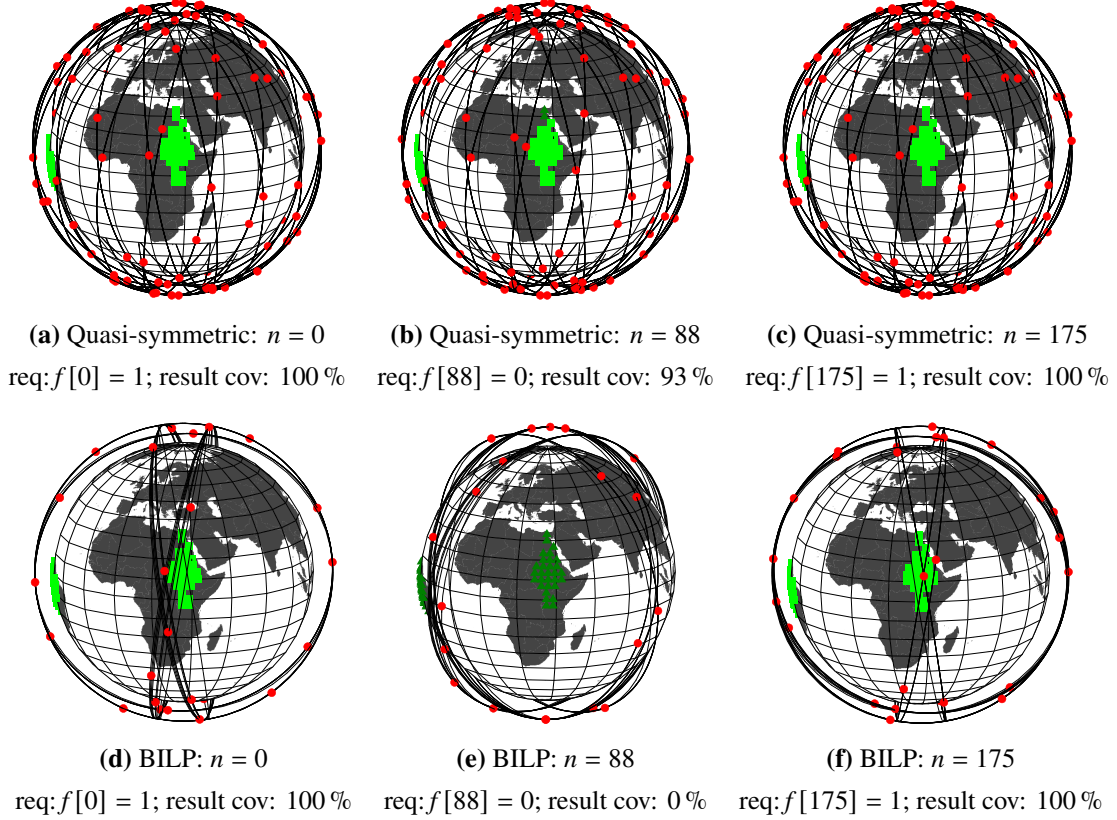 (a) Quasi-symmetric: n = 0
req: f[0] = 1; result cov: 100 %
(b) Quasi-symmetric: n = 88
req: f[88] = 0; result cov: 93 %
(c) Quasi-symmetric: n = 175
req: f[175] = 1; result cov: 100 %
(d) BILP: n = 0
req: f[0] = 1; result cov: 100 %
(e) BILP: n = 88
req: f[88] = 0; result cov: 0 %
(f) BILP: n = 175
req: f[175] = 1; result cov: 100 %